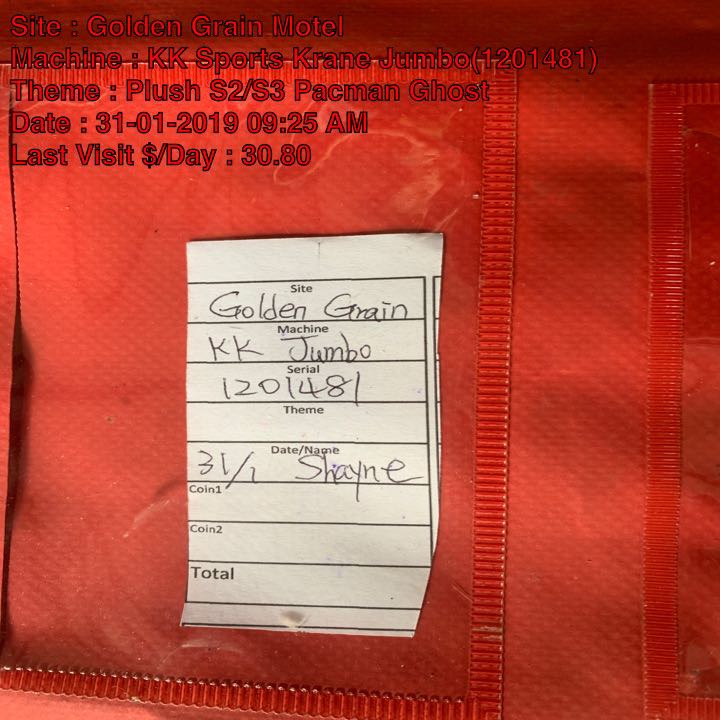 Site : Golden Grain Motel
Machine : KK Sports Krane Jumbo(1201481)
Theme : Plush S2/S3 Pacman Ghost
Date : 31-01-2019 09:25 AM
Last Visit $/Day : 30.80
Site
Golden Grain
Machine
KK Jumbo
Serial
1201481
Theme
Date/Name
31/1 Shayne
Coin1
Coin2
Total